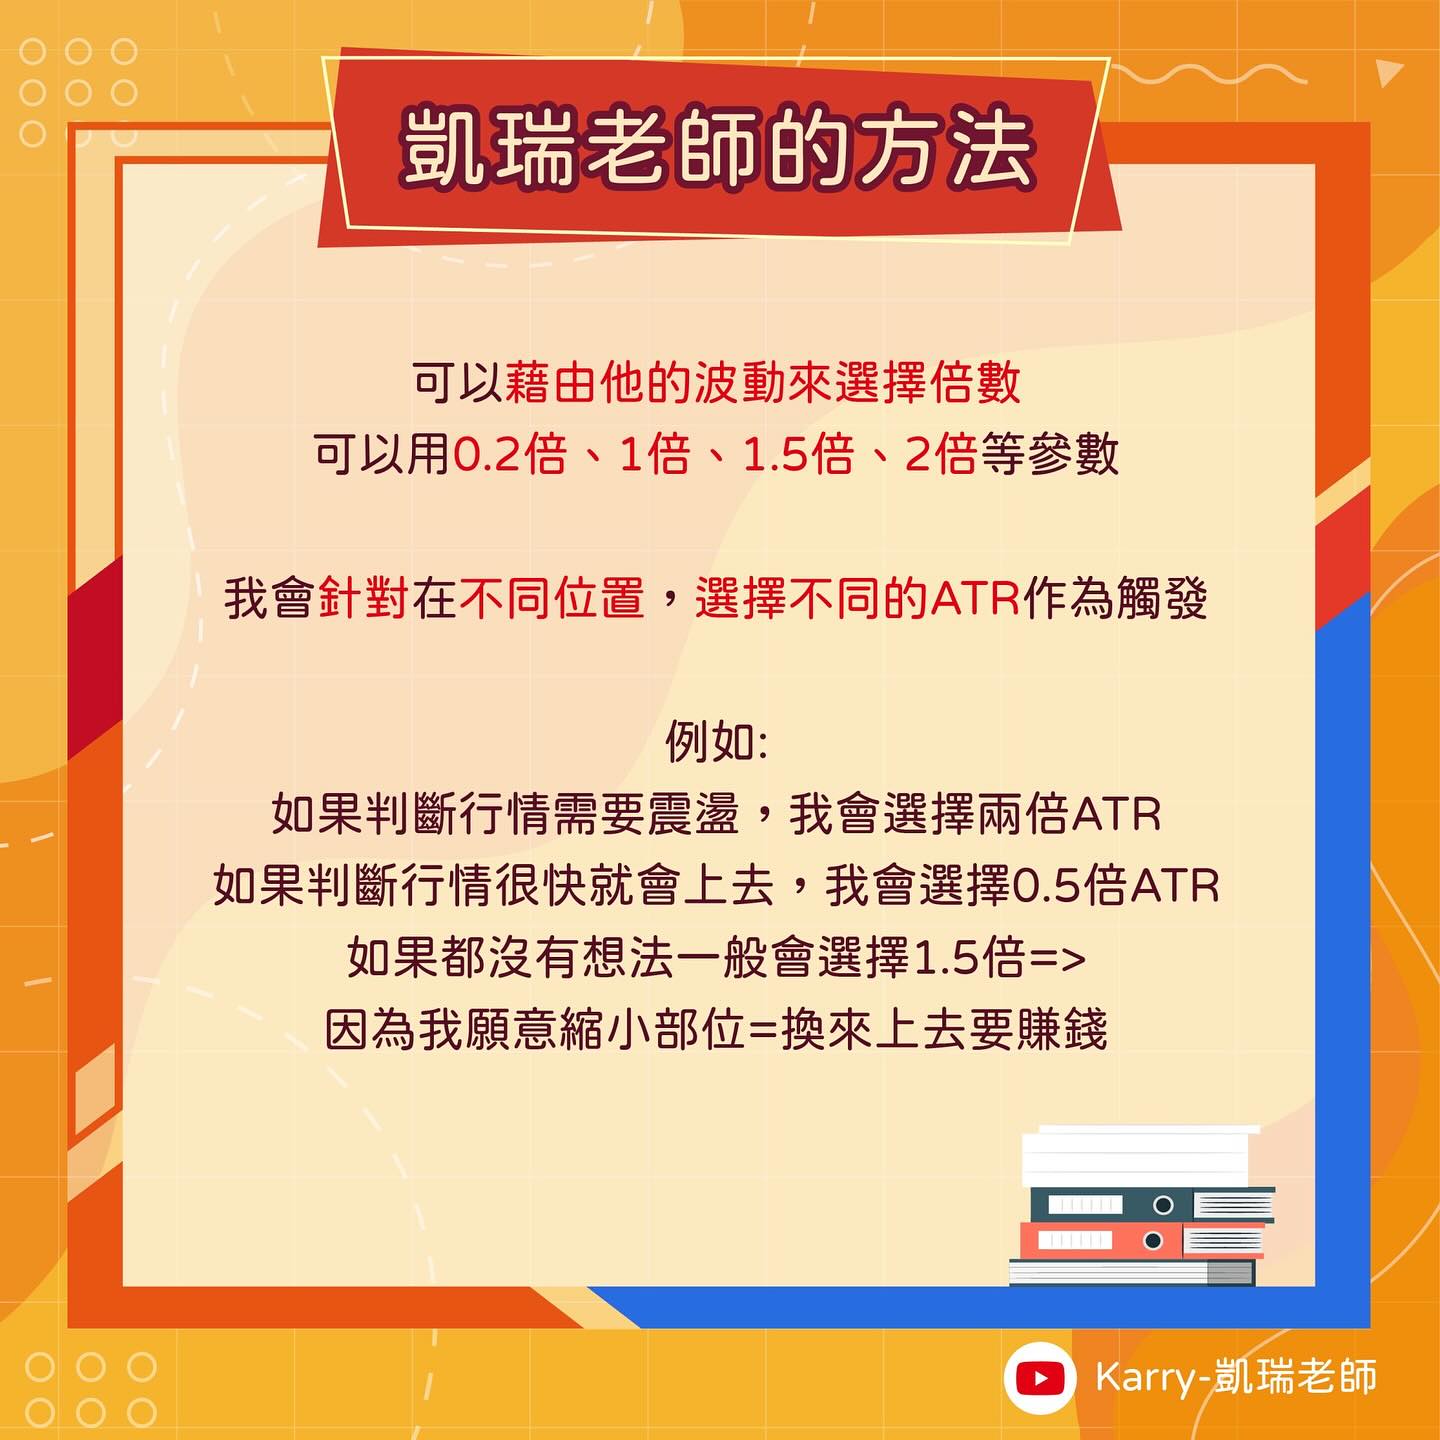 凱瑞老師的方法
可以藉由他的波動來選擇倍數
可以用0.2倍、1倍、1.5倍、2倍等參數
我會針對在不同位置，選擇不同的ATR作為觸發
例如:
如果判斷行情需要震盪，我會選擇兩倍ATR
如果判斷行情很快就會上去，我會選擇0.5倍ATR
如果都沒有想法一般會選擇1.5倍=>
因為我願意縮小部位=換來上去要賺錢
Karry-凱瑞老師